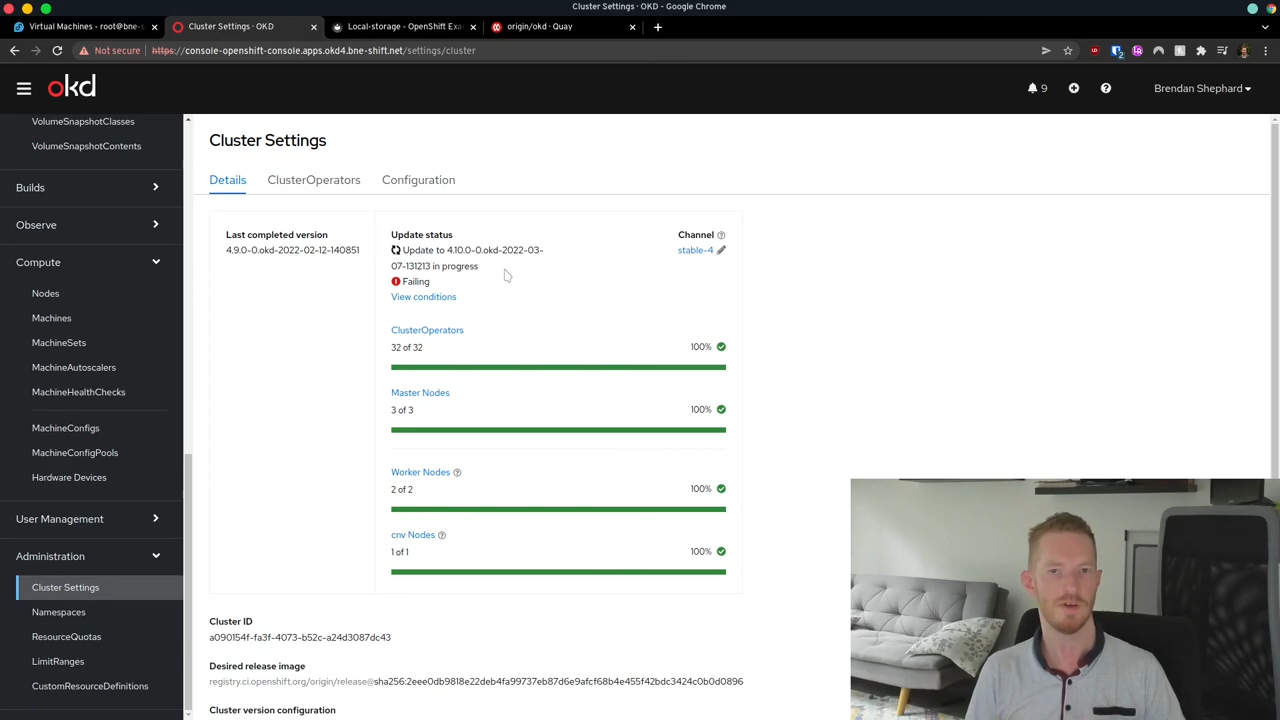 Cluster Settings · OKD - Google Chrome
Virtual Machines - root@bne-s
Cluster Settings · OKD
Local-storage - OpenShift Exa
origin/okd · Quay
Not secure
https://console-openshift-console.apps.okd4.bne-shift.net/settings/cluster
okd
9
Brendan Shephard
VolumeSnapshotClasses
VolumeSnapshotContents
Builds
Observe
Compute
Nodes
Machines
MachineSets
MachineAutoscalers
MachineHealthChecks
MachineConfigs
MachineConfigPools
Hardware Devices
User Management
Administration
Cluster Settings
Namespaces
ResourceQuotas
LimitRanges
CustomResourceDefinitions
Cluster Settings
Details
ClusterOperators
Configuration
Last completed version
4.9.0-0.okd-2022-02-12-140851
Update status
Update to 4.10.0-0.okd-2022-03-
07-131213 in progress
Failing
View conditions
Channel
stable-4
ClusterOperators
32 of 32
100%
Master Nodes
3 of 3
100%
Worker Nodes
2 of 2
100%
cnv Nodes
1 of 1
100%
Cluster ID
a090154f-fa3f-4073-b52c-a24d3087dc43
Desired release image
registry.ci.openshift.org/origin/release@sha256:2eee0db9818e22deb4fa99737eb87d6e9afcf68b4e455f42bdc3424c0b0d0896
Cluster version configuration